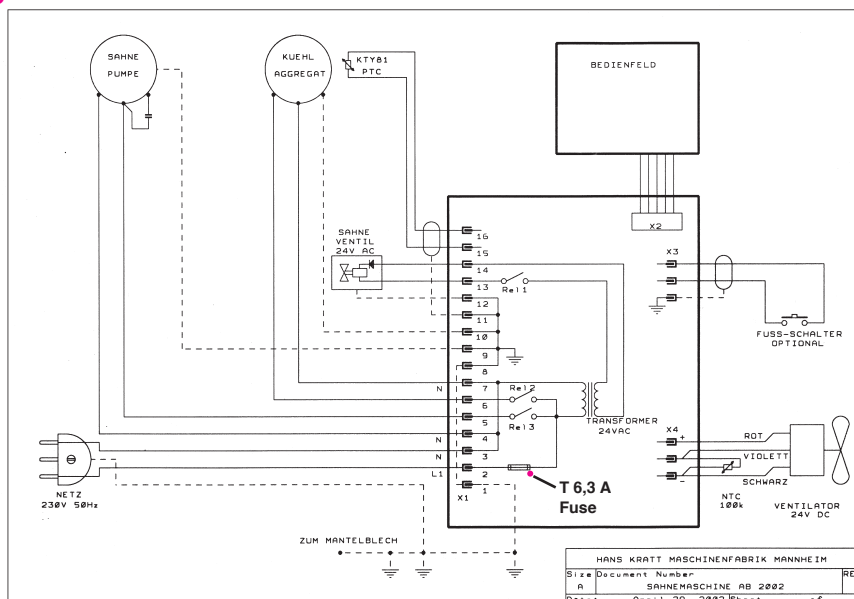 SAHNE
PUMPE
KUEHL
AGGREGAT
KTY81
PTC
BEDIENFELD
SAHNE
VENTIL
24V AC
X2
X3
16
15
14
13
Rel1
12
11
10
9
8
N
7
Rel2
6
Rel3
5
N
4
N
3
L1
2
X1
1
TRANSFORMER
24VAC
FUSS-SCHALTER
OPTIONAL
X4
+
-
ROT
VIOLETT
SCHWARZ
NTC
100k
VENTILATOR
24V DC
NETZ
230V 50Hz
T 6,3 A
Fuse
ZUM MANTELBLECH
HANS KRATT MASCHINENFABRIK MANNHEIM
Size Document Number RE
A SAHNEMASCHINE AB 2002